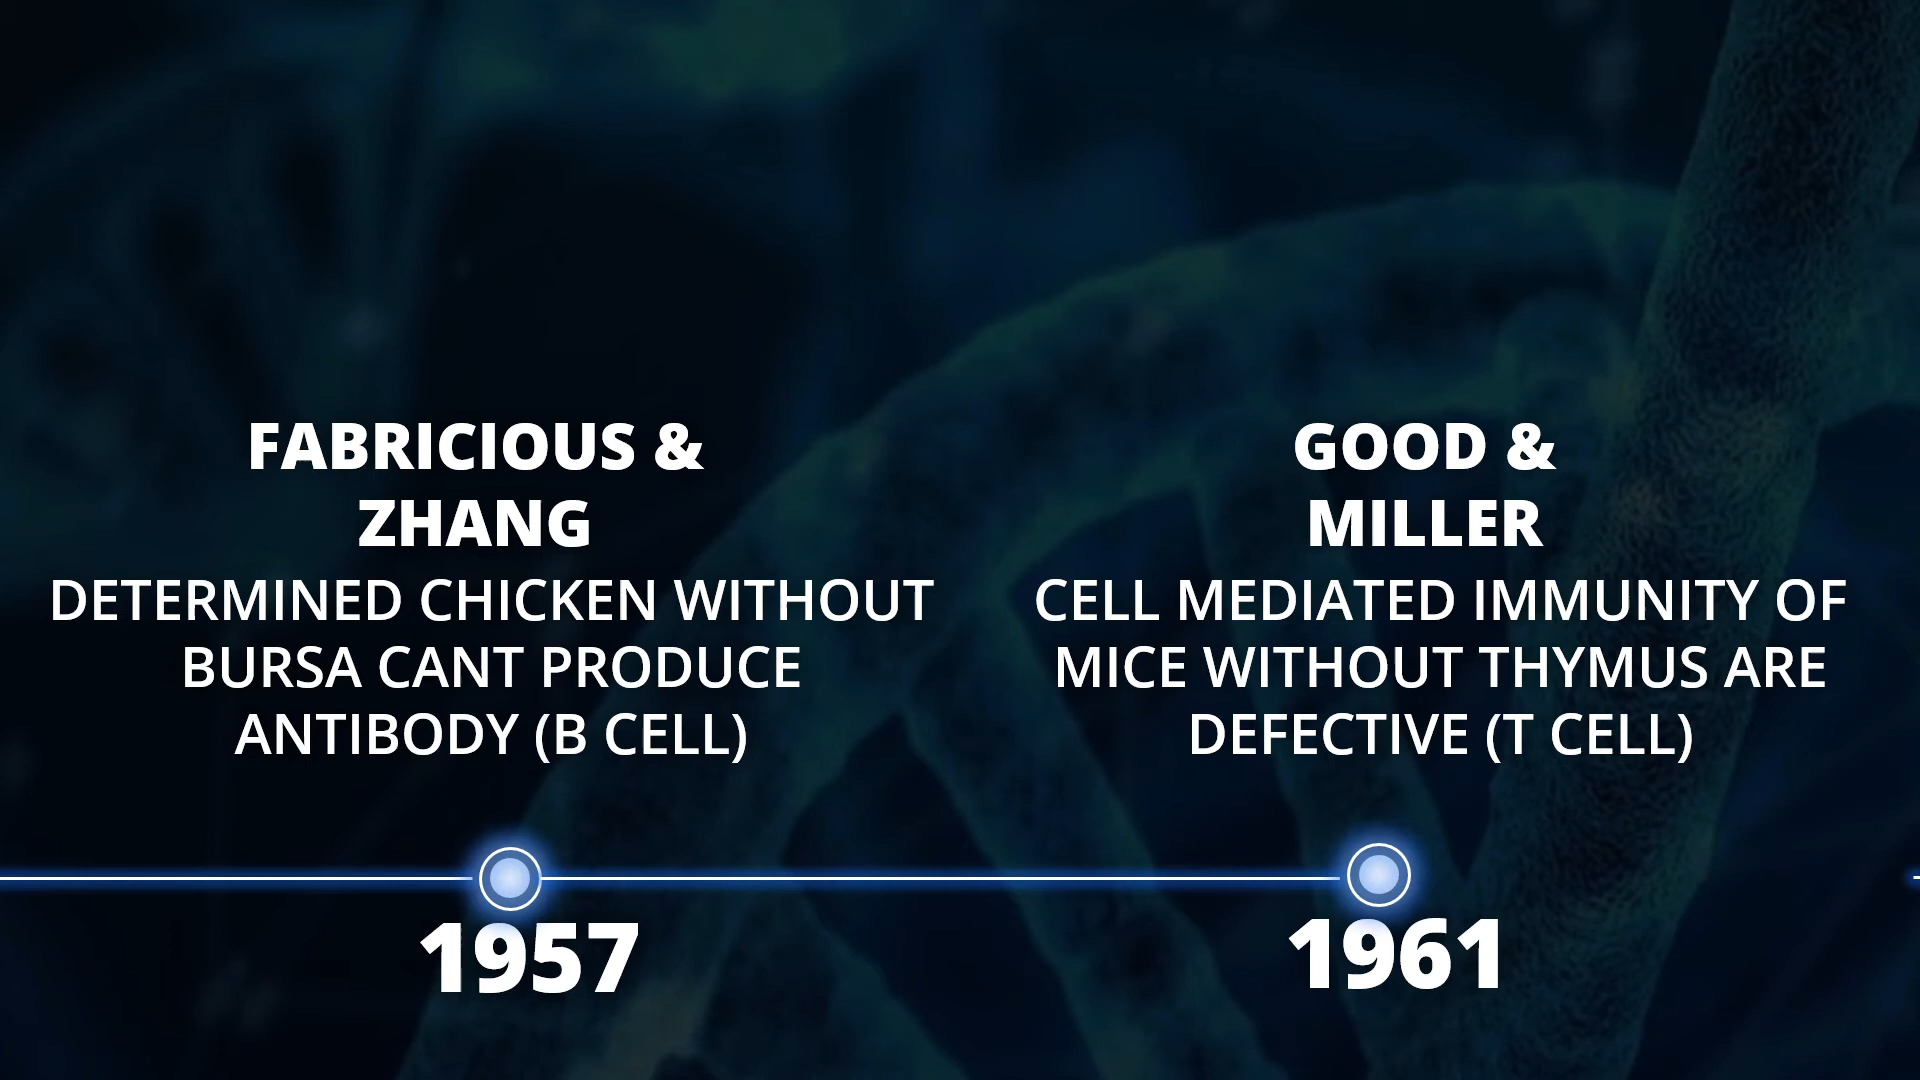 FABRICIOUS &
ZHANG
DETERMINED CHICKEN WITHOUT
BURSA CANT PRODUCE
ANTIBODY (B CELL)
1957
GOOD &
MILLER
CELL MEDIATED IMMUNITY OF
MICE WITHOUT THYMUS ARE
DEFECTIVE (T CELL)
1961